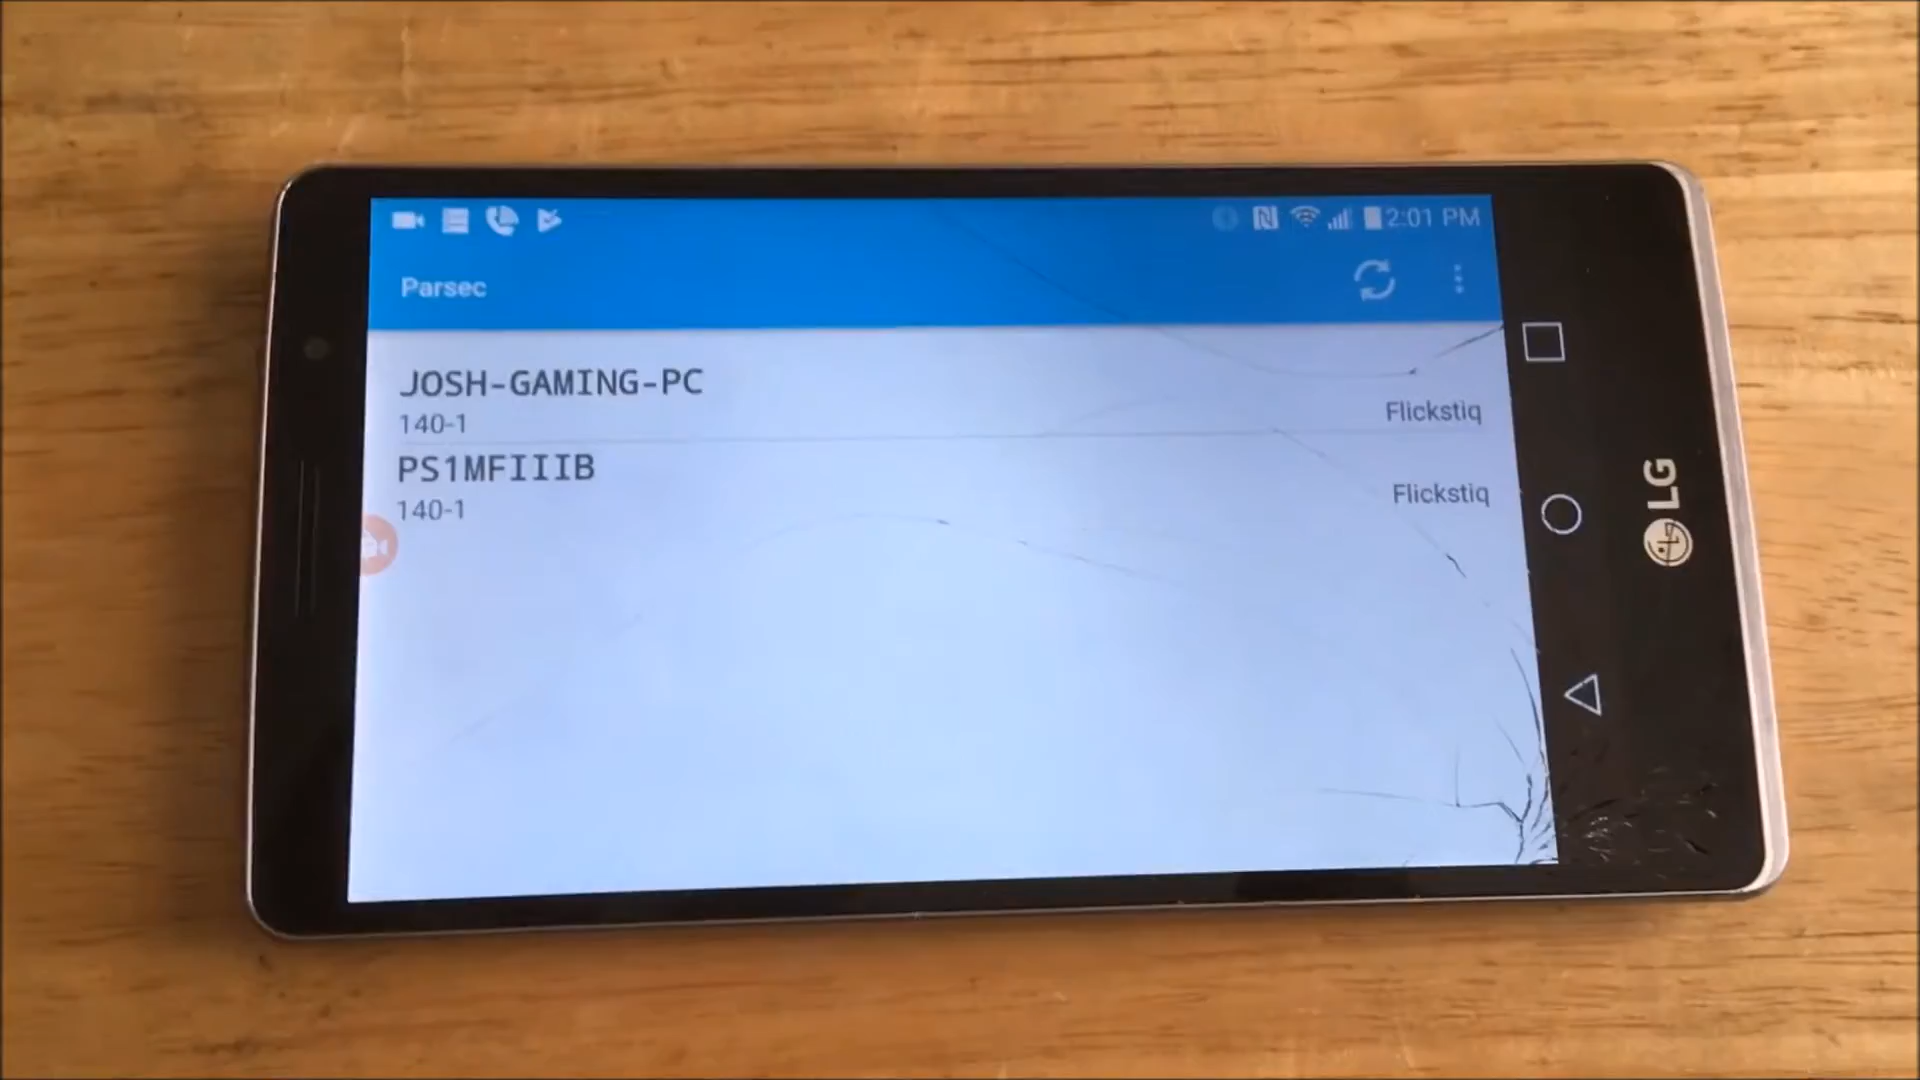 2:01 PM
Parsec
JOSH-GAMING-PC
140-1
Flickstiq
PS1MFIIIB
140-1
Flickstiq
LG